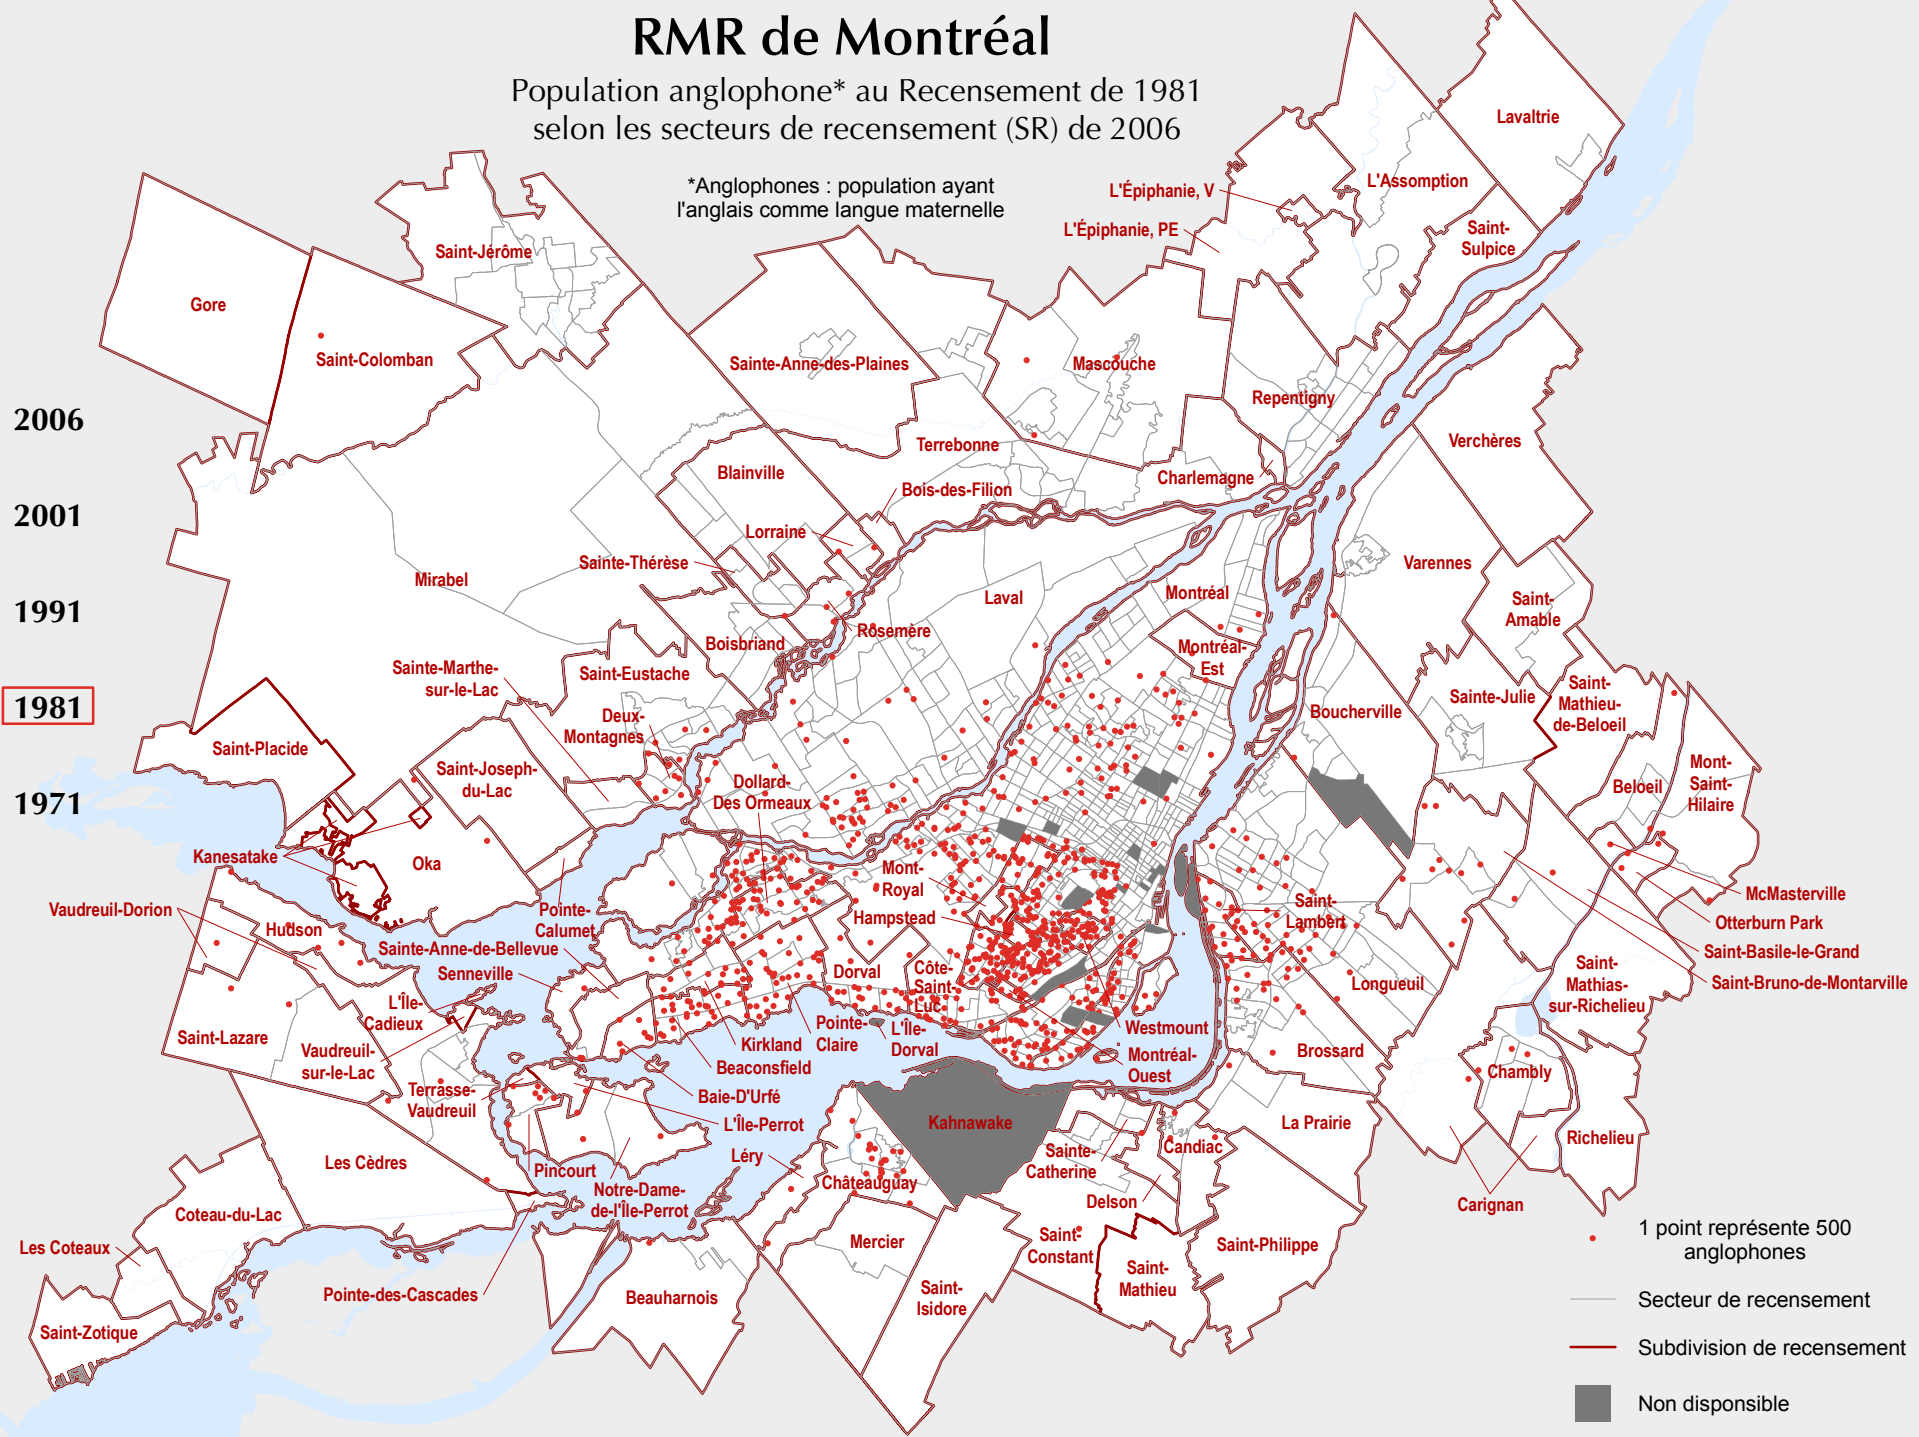 RMR de Montréal
Population anglophone* au Recensement de 1981
selon les secteurs de recensement (SR) de 2006
*Anglophones : population ayant
l'anglais comme langue maternelle
2006
2001
1991
1981
1971
Lavaltrie
L'Assomption
L'Épiphanie, V
L'Épiphanie, PE
Saint-
Sulpice
Saint-Jérôme
Gore
Saint-Colomban
Sainte-Anne-des-Plaines
Mascouche
Repentigny
Verchères
Terrebonne
Blainville
Charlemagne
Bois-des-Filion
Lorraine
Sainte-Thérèse
Mirabel
Laval
Montréal
Varennes
Saint-
Amable
Rosemère
Boisbriand
Montréal-
Est
Sainte-Marthe-
sur-le-Lac
Saint-Eustache
Deux-
Montagnes
Boucherville
Sainte-Julie
Saint-
Mathieu-
de-Beloeil
Saint-Placide
Saint-Joseph-
du-Lac
Dollard-
Des Ormeaux
Beloeil
Mont-
Saint-
Hilaire
Kanesatake
Oka
Mont-
Royal
Hampstead
McMasterville
Otterburn Park
Saint-Basile-le-Grand
Saint-Bruno-de-Montarville
Vaudreuil-Dorion
Hudson
Pointe-
Calumet
Sainte-Anne-de-Bellevue
Senneville
Saint-
Lambert
Dorval
Côte-
Saint-
Luc
Longueuil
Saint-
Mathias-
sur-Richelieu
L'Île-
Cadieux
Saint-Lazare
Vaudreuil-
sur-le-Lac
Kirkland
Beaconsfield
Pointe-
Claire
L'Île-
Dorval
Westmount
Montréal-
Ouest
Brossard
Chambly
Terrasse-
Vaudreuil
Baie-D'Urfé
L'Île-Perrot
Kahnawake
La Prairie
Richelieu
Les Cèdres
Pincourt
Léry
Châteauguay
Sainte-
Catherine
Candiac
Notre-Dame-
de-l'Île-Perrot
Delson
Carignan
Coteau-du-Lac
Les Coteaux
Mercier
Saint-
Constant
Saint-Philippe
Saint-
Mathieu
Pointe-des-Cascades
Beauharnois
Saint-
Isidore
Saint-Zotique
1 point représente 500
anglophones
Secteur de recensement
Subdivision de recensement
Non disponible